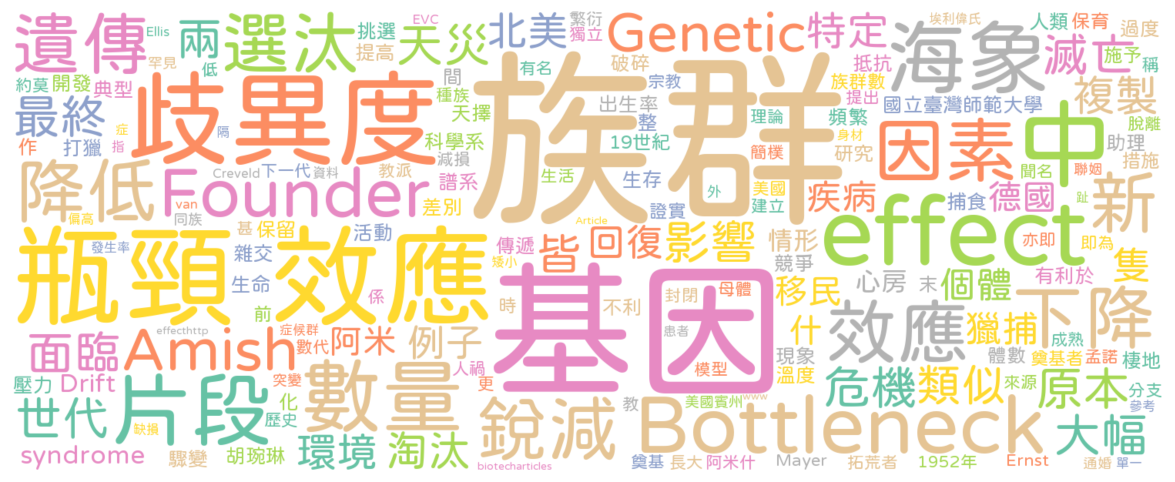 遺傳
Ellis
兩
低
選汰
挑選
提高
EVC
天災
北美
繁衍
獨立
Genetic
特定
海象
埃利偉氏
人類
保育
過度
滅亡
施予
稱
約莫
開發
罕見
典型
間
種族
有名
破碎
宗教
抵抗
族群數
提出
複製
最終
症
作
打獵
指
歧異度
隔
天擇
科學系
減損
族群
出生率
整
19世紀
理論
頻繁
國立臺灣師範大學
身材
簡樸
研究
因素
中
脫離
助理
措施
聞名
聯姻
降低
Creveld
下一代
資料
教派
譜系
生活
生存
外
美國
建立
疾病
捕食
德國
趾
新
Founder
van
同族
差別
偏高
甚
保留
活動
證實
Article
effect
亦即
即為
瓶頸效應
發生率
雜交
生命
前
係
傳遞
矮小
時
皆
回復
影響
不利
情形
競爭
封閉
母體
移民
心房
末
個體
有利於
隻
effecthttp
症候群
基因
患者
模型
什
現象
溫度
效應
獵捕
體數
成熟
下降
奠基者
孟諾
棲地
面臨
Amish
數代
阿米
例子
人禍
更
壓力
Drift
突變
化
歷史
片段
數量
缺損
世代
銳減
教
美國賓州
www
Bottleneck
危機
類似
來源
原本
分支
參考
大幅
syndrome
驟變
胡琬琳
環境
淘汰
biotecharticles
奠基
長大
阿米什
Mayer
拓荒者
1952年
Ernst
通婚
單一